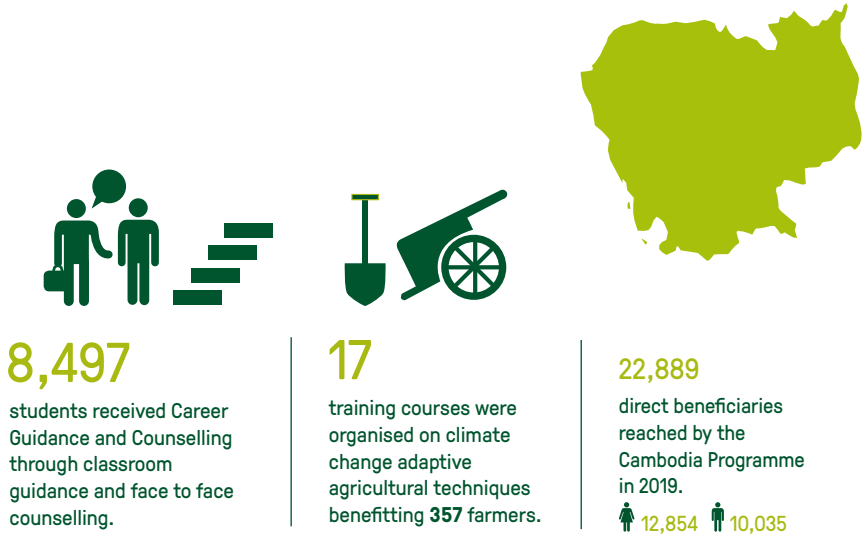 8,497
students received Career
Guidance and Counselling
through classroom
guidance and face to face
counselling.
17
training courses were
organised on climate
change adaptive
agricultural techniques
benefitting 357 farmers.
22,889
direct beneficiaries
reached by the
Cambodia Programme
in 2019.
12,854 10,035